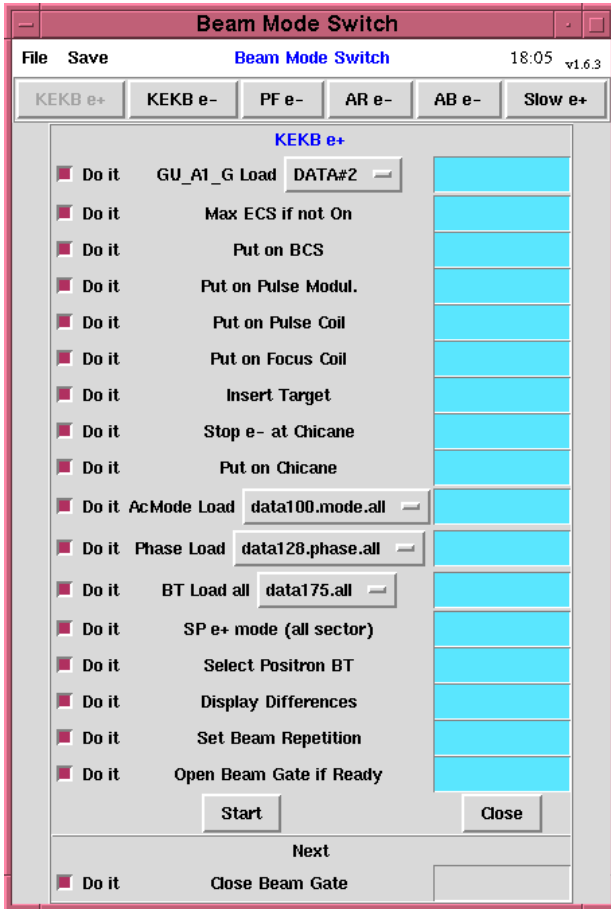 Beam Mode Switch
File Save Beam Mode Switch 18:05 v1.6.3
KEKB e+ KEKB e- PF e- AR e- AB e- Slow e+
KEKB e+
Do it GU_A1_G Load DATA#2
Do it Max ECS if not On
Do it Put on BCS
Do it Put on Pulse Modul.
Do it Put on Pulse Coil
Do it Put on Focus Coil
Do it Insert Target
Do it Stop e- at Chicane
Do it Put on Chicane
Do it AcMode Load data100.mode.all
Do it Phase Load data128.phase.all
Do it BT Load all data175.all
Do it SP e+ mode (all sector)
Do it Select Positron BT
Do it Display Differences
Do it Set Beam Repetition
Do it Open Beam Gate if Ready
Start Close
Next
Do it Close Beam Gate